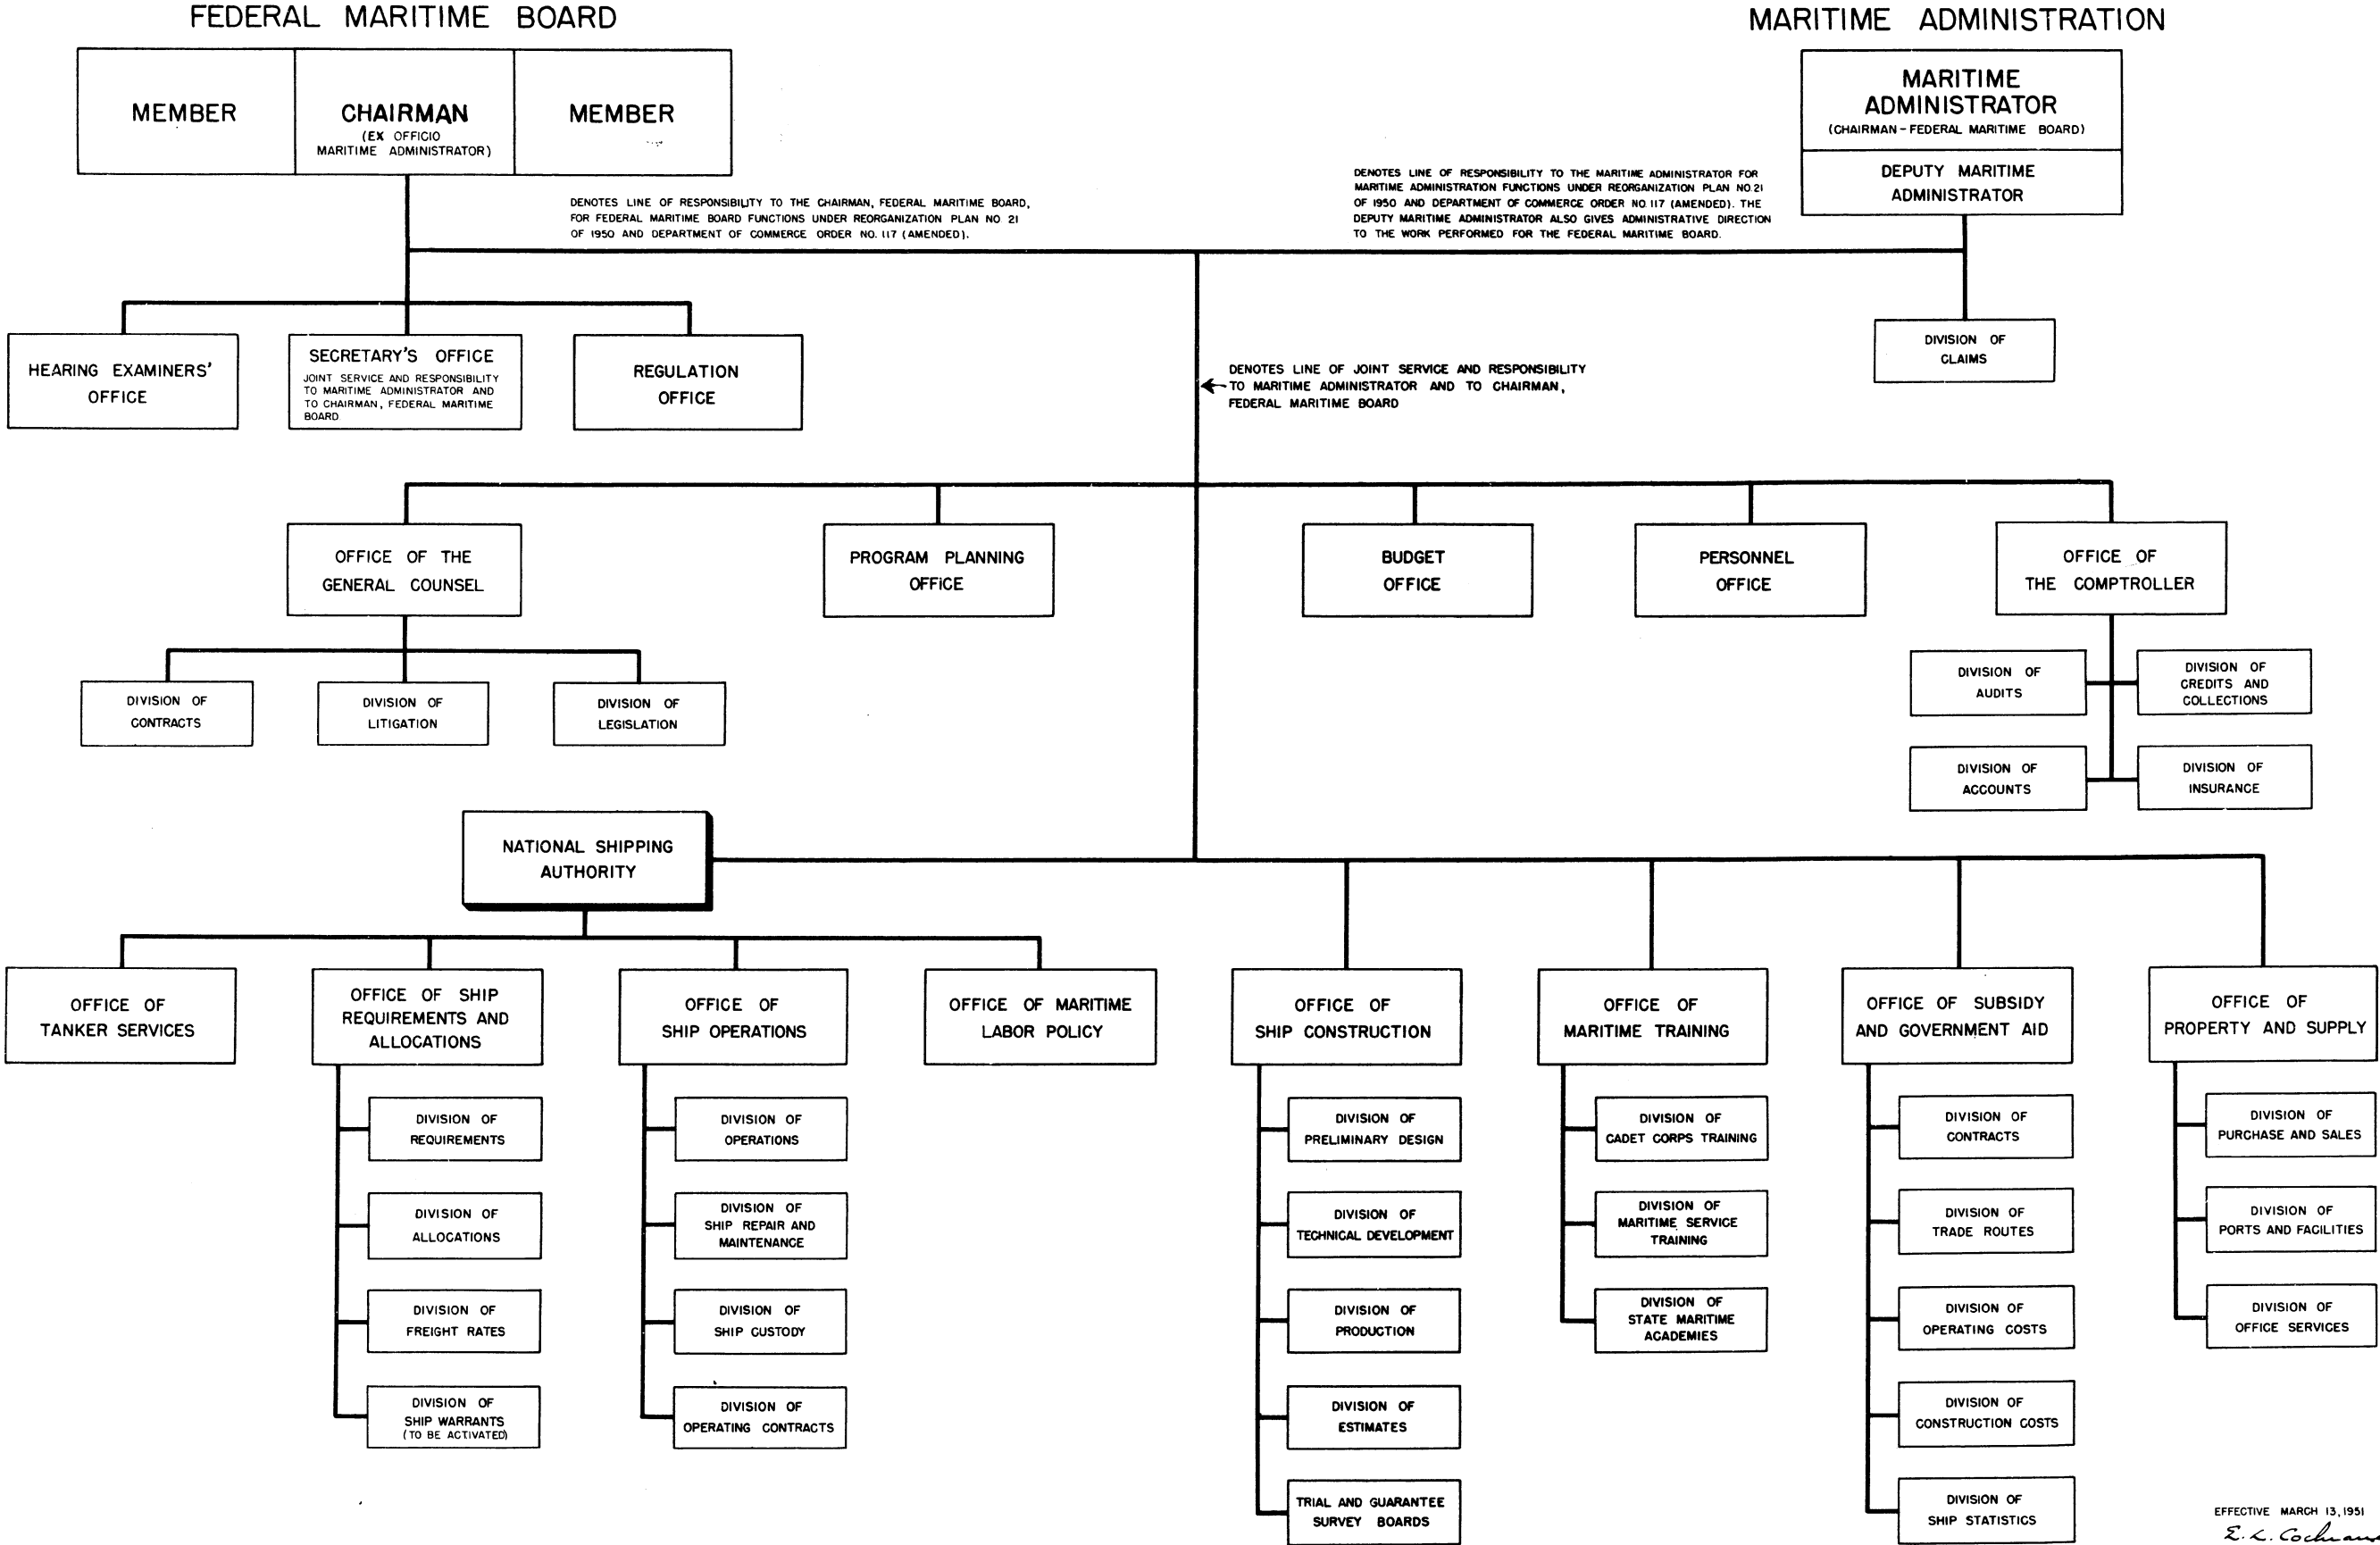 FEDERAL MARITIME BOARD
MARITIME ADMINISTRATION
MEMBER
CHAIRMAN
(EX OFFICIO
MARITIME ADMINISTRATOR)
MEMBER
MARITIME
ADMINISTRATOR
(CHAIRMAN-FEDERAL MARITIME BOARD)
DEPUTY MARITIME
ADMINISTRATOR
DENOTES LINE OF RESPONSIBILITY TO THE CHAIRMAN, FEDERAL MARITIME BOARD,
FOR FEDERAL MARITIME BOARD FUNCTIONS UNDER REORGANIZATION PLAN NO 21
OF 1950 AND DEPARTMENT OF COMMERCE ORDER NO. 117 (AMENDED).
DENOTES LINE OF RESPONSIBILITY TO THE MARITIME ADMINISTRATOR FOR
MARITIME ADMINISTRATION FUNCTIONS UNDER REORGANIZATION PLAN NO. 21
OF 1950 AND DEPARTMENT OF COMMERCE ORDER NO. 117 (AMENDED). THE
DEPUTY MARITIME ADMINISTRATOR ALSO GIVES ADMINISTRATIVE DIRECTION
TO THE WORK PERFORMED FOR THE FEDERAL MARITIME BOARD.
HEARING EXAMINERS'
OFFICE
SECRETARY'S OFFICE
JOINT SERVICE AND RESPONSIBILITY
TO MARITIME ADMINISTRATOR AND
TO CHAIRMAN, FEDERAL MARITIME
BOARD
REGULATION
OFFICE
DENOTES LINE OF JOINT SERVICE AND RESPONSIBILITY
TO MARITIME ADMINISTRATOR AND TO CHAIRMAN,
FEDERAL MARITIME BOARD
DIVISION OF
CLAIMS
OFFICE OF THE
GENERAL COUNSEL
PROGRAM PLANNING
OFFICE
BUDGET
OFFICE
PERSONNEL
OFFICE
OFFICE OF
THE COMPTROLLER
DIVISION OF
CONTRACTS
DIVISION OF
LITIGATION
DIVISION OF
LEGISLATION
DIVISION OF
AUDITS
DIVISION OF
CREDITS AND
COLLECTIONS
DIVISION OF
ACCOUNTS
DIVISION OF
INSURANCE
NATIONAL SHIPPING
AUTHORITY
OFFICE OF
TANKER SERVICES
OFFICE OF SHIP
REQUIREMENTS AND
ALLOCATIONS
OFFICE OF
SHIP OPERATIONS
OFFICE OF MARITIME
LABOR POLICY
OFFICE OF
SHIP CONSTRUCTION
OFFICE OF
MARITIME TRAINING
OFFICE OF SUBSIDY
AND GOVERNMENT AID
OFFICE OF
PROPERTY AND SUPPLY
DIVISION OF
REQUIREMENTS
DIVISION OF
ALLOCATIONS
DIVISION OF
FREIGHT RATES
DIVISION OF
SHIP WARRANTS
(TO BE ACTIVATED)
DIVISION OF
OPERATIONS
DIVISION OF
SHIP REPAIR AND
MAINTENANCE
DIVISION OF
SHIP CUSTODY
DIVISION OF
OPERATING CONTRACTS
DIVISION OF
PRELIMINARY DESIGN
DIVISION OF
TECHNICAL DEVELOPMENT
DIVISION OF
PRODUCTION
DIVISION OF
ESTIMATES
TRIAL AND GUARANTEE
SURVEY BOARDS
DIVISION OF
CADET CORPS TRAINING
DIVISION OF
MARITIME SERVICE
TRAINING
DIVISION OF
STATE MARITIME
ACADEMIES
DIVISION OF
CONTRACTS
DIVISION OF
TRADE ROUTES
DIVISION OF
OPERATING COSTS
DIVISION OF
CONSTRUCTION COSTS
DIVISION OF
SHIP STATISTICS
DIVISION OF
PURCHASE AND SALES
DIVISION OF
PORTS AND FACILITIES
DIVISION OF
OFFICE SERVICES
EFFECTIVE MARCH 13, 1951
E. L. Cochrane